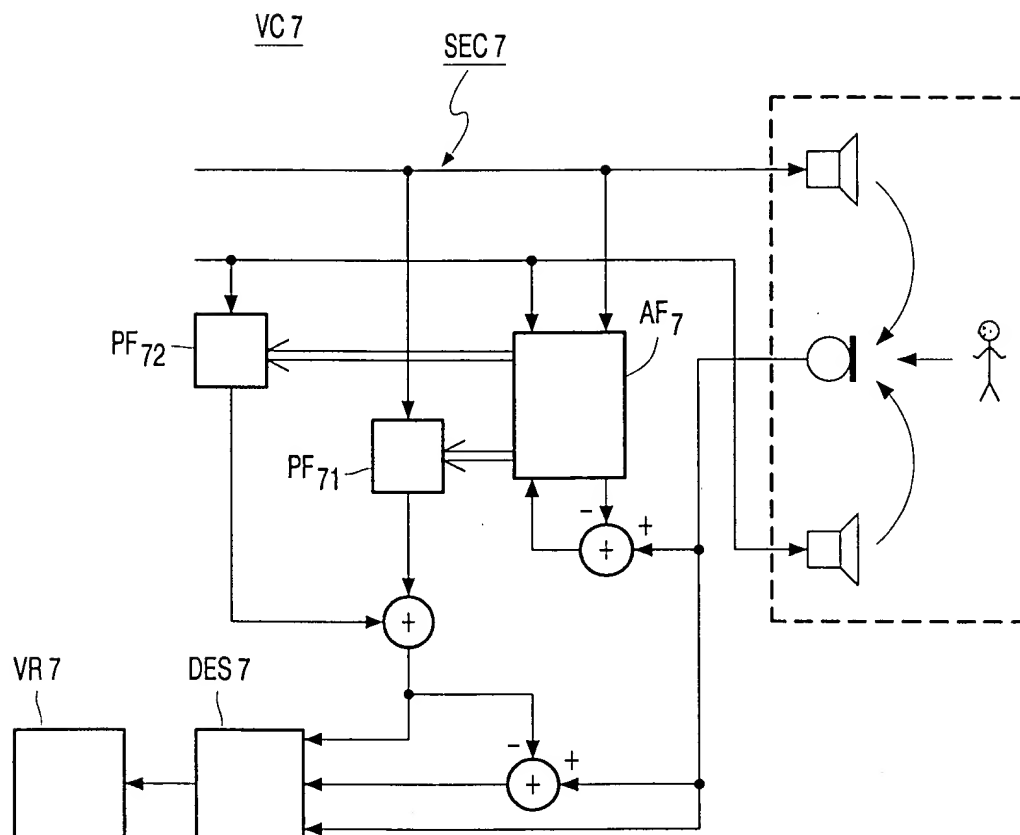 VC 7
SEC 7
AF7
PF72
PF71
- +
+
+
VR 7
DES 7
- +
+